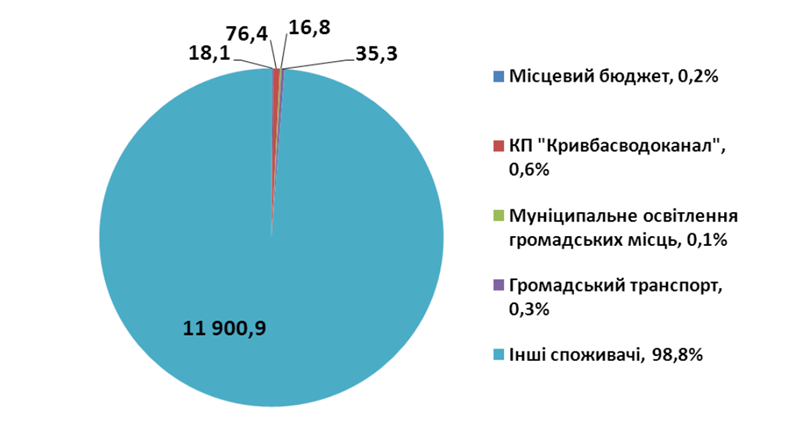 76,4
16,8
18,1
35,3
11 900,9
Місцевий бюджет, 0,2%
КП "Кривбасводоканал",
0,6%
Муніципальне освітлення
громадських місць, 0,1%
Громадський транспорт,
0,3%
Інші споживачі, 98,8%